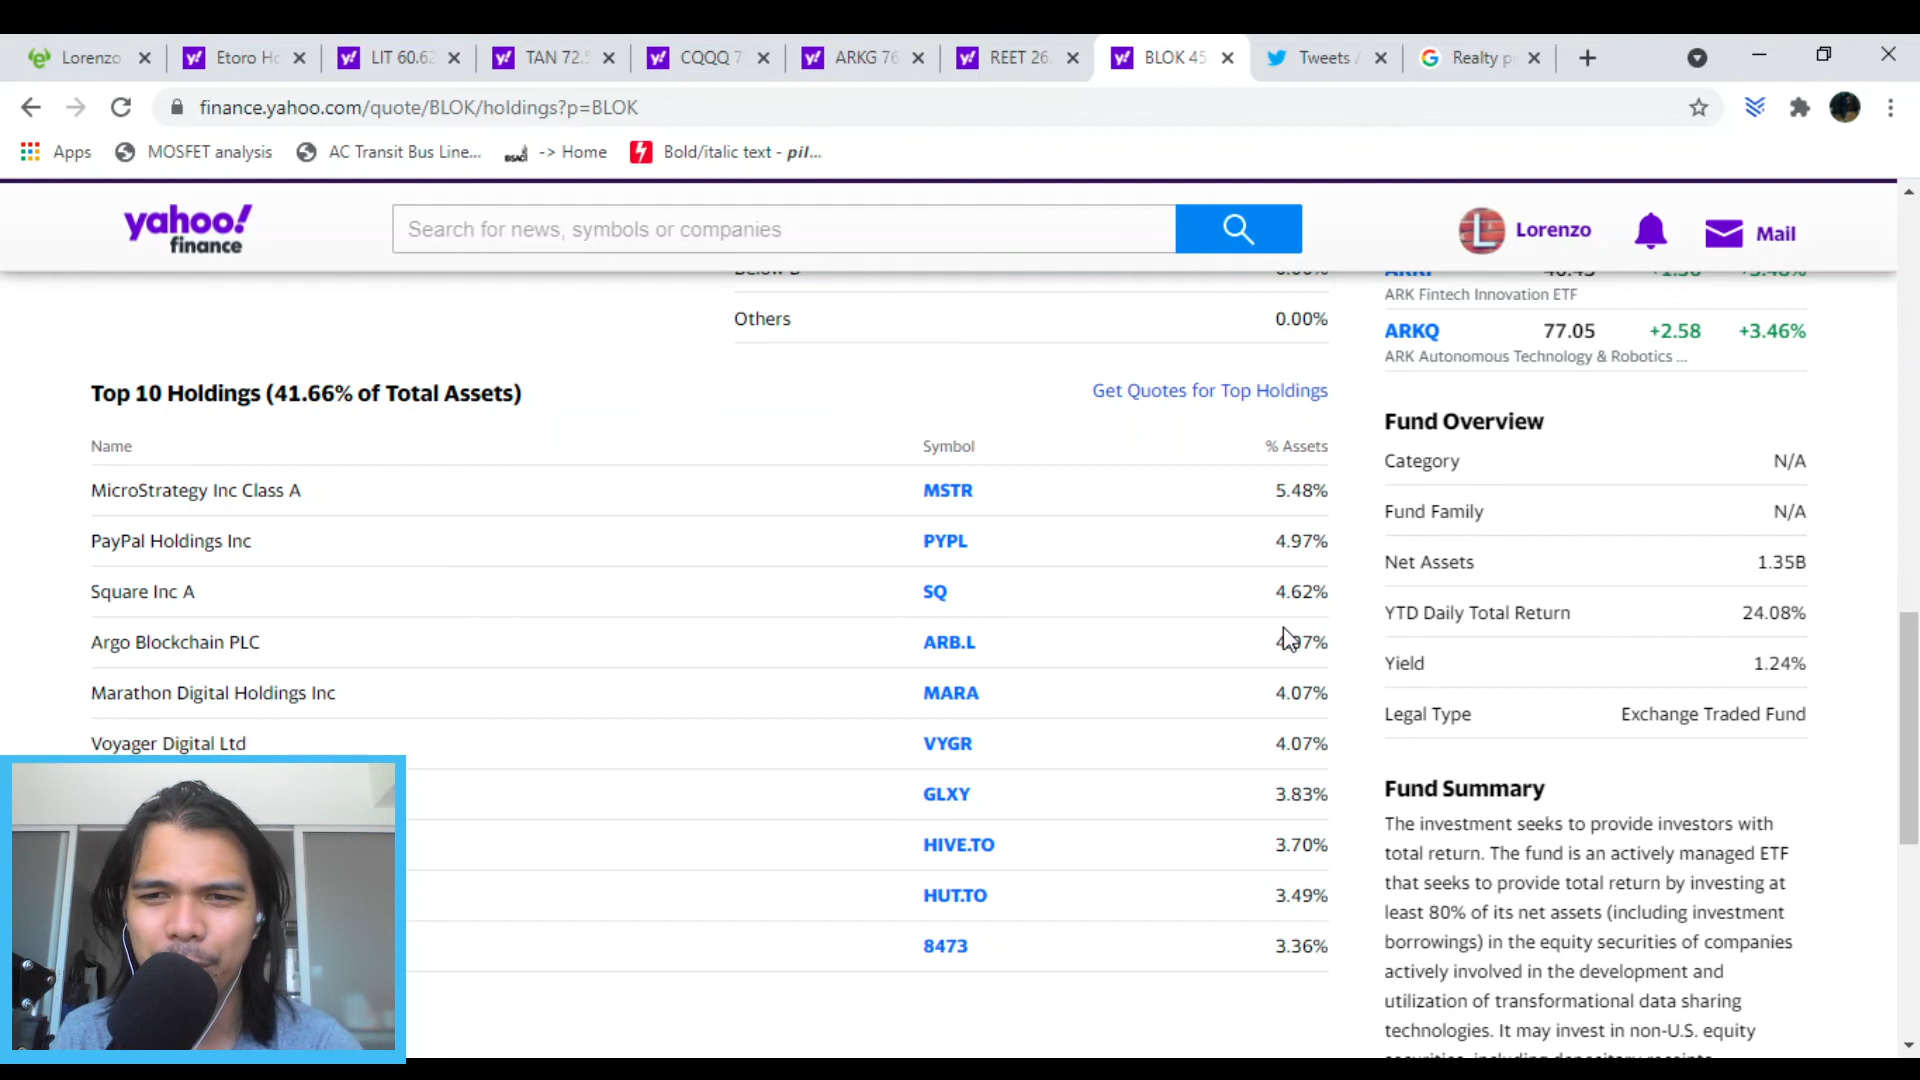 Lorenzo
Etoro Ho
LIT 60.62
TAN 72.5
CQQQ 7
ARKG 76
REET 26.
BLOK 45
Tweets /
Realty p
finance.yahoo.com/quote/BLOK/holdings?p=BLOK
Apps
MOSFET analysis
AC Transit Bus Line...
BSAC -> Home
Bold/italic text - pil...
yahoo! finance
Search for news, symbols or companies
L Lorenzo
Mail
Others 0.00%
Top 10 Holdings (41.66% of Total Assets)
Get Quotes for Top Holdings
Name Symbol % Assets
MicroStrategy Inc Class A MSTR 5.48%
PayPal Holdings Inc PYPL 4.97%
Square Inc A SQ 4.62%
Argo Blockchain PLC ARB.L
Marathon Digital Holdings Inc MARA 4.07%
Voyager Digital Ltd VYGR 4.07%
GLXY 3.83%
HIVE.TO 3.70%
HUT.TO 3.49%
8473 3.36%
ARK Fintech Innovation ETF
ARKQ 77.05 +2.58 +3.46%
ARK Autonomous Technology & Robotics ...
Fund Overview
Category N/A
Fund Family N/A
Net Assets 1.35B
YTD Daily Total Return 24.08%
Yield 1.24%
Legal Type Exchange Traded Fund
Fund Summary
The investment seeks to provide investors with
total return. The fund is an actively managed ETF
that seeks to provide total return by investing at
least 80% of its net assets (including investment
borrowings) in the equity securities of companies
actively involved in the development and
utilization of transformational data sharing
technologies. It may invest in non-U.S. equity